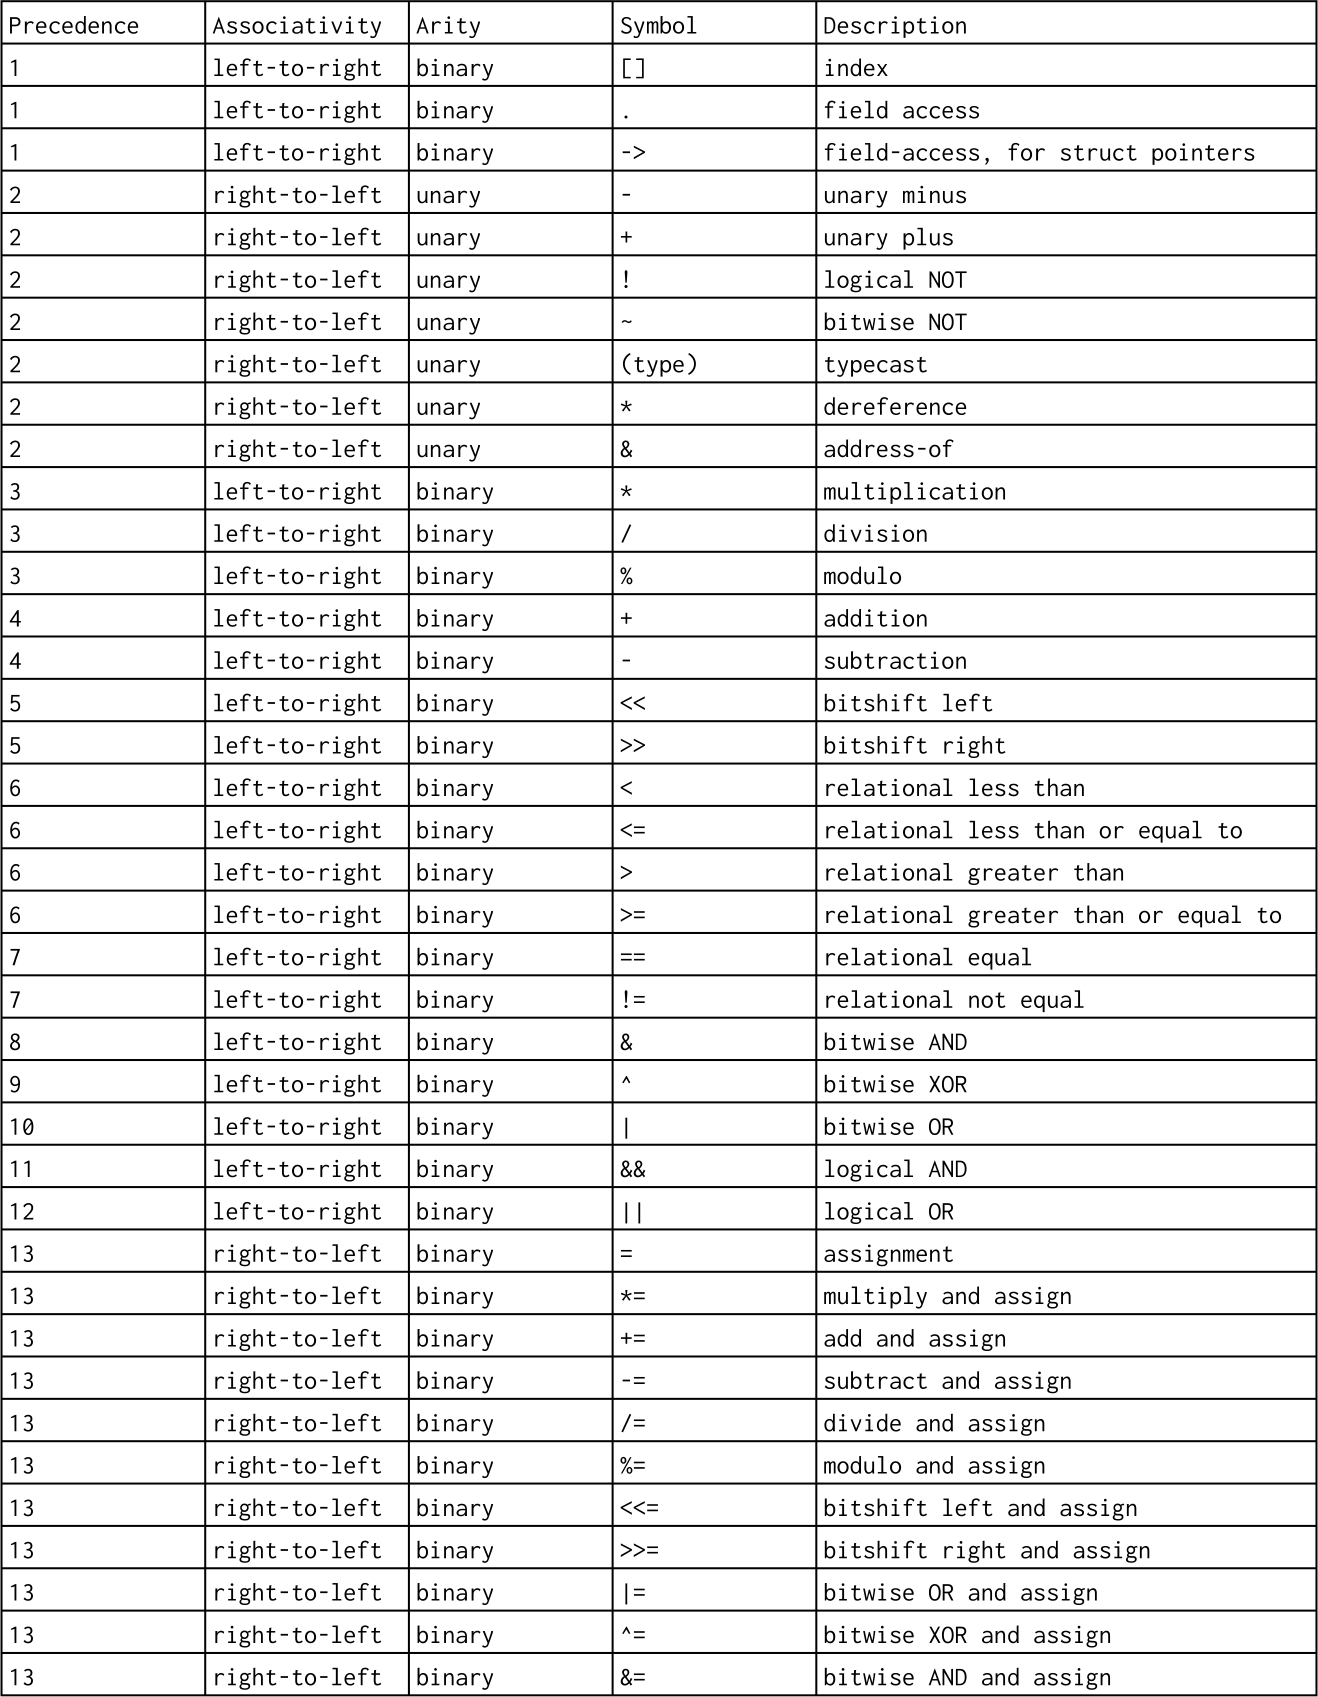 Precedence Associativity Arity Symbol Description
1 left-to-right binary [] index
1 left-to-right binary . field access
1 left-to-right binary -> field-access, for struct pointers
2 right-to-left unary - unary minus
2 right-to-left unary + unary plus
2 right-to-left unary ! logical NOT
2 right-to-left unary ~ bitwise NOT
2 right-to-left unary (type) typecast
2 right-to-left unary * dereference
2 right-to-left unary & address-of
3 left-to-right binary * multiplication
3 left-to-right binary / division
3 left-to-right binary % modulo
4 left-to-right binary + addition
4 left-to-right binary - subtraction
5 left-to-right binary << bitshift left
5 left-to-right binary >> bitshift right
6 left-to-right binary < relational less than
6 left-to-right binary <= relational less than or equal to
6 left-to-right binary > relational greater than
6 left-to-right binary >= relational greater than or equal to
7 left-to-right binary == relational equal
7 left-to-right binary != relational not equal
8 left-to-right binary & bitwise AND
9 left-to-right binary ^ bitwise XOR
10 left-to-right binary | bitwise OR
11 left-to-right binary && logical AND
12 left-to-right binary || logical OR
13 right-to-left binary = assignment
13 right-to-left binary *= multiply and assign
13 right-to-left binary += add and assign
13 right-to-left binary -= subtract and assign
13 right-to-left binary /= divide and assign
13 right-to-left binary %= modulo and assign
13 right-to-left binary <<= bitshift left and assign
13 right-to-left binary >>= bitshift right and assign
13 right-to-left binary |= bitwise OR and assign
13 right-to-left binary ^= bitwise XOR and assign
13 right-to-left binary &= bitwise AND and assign